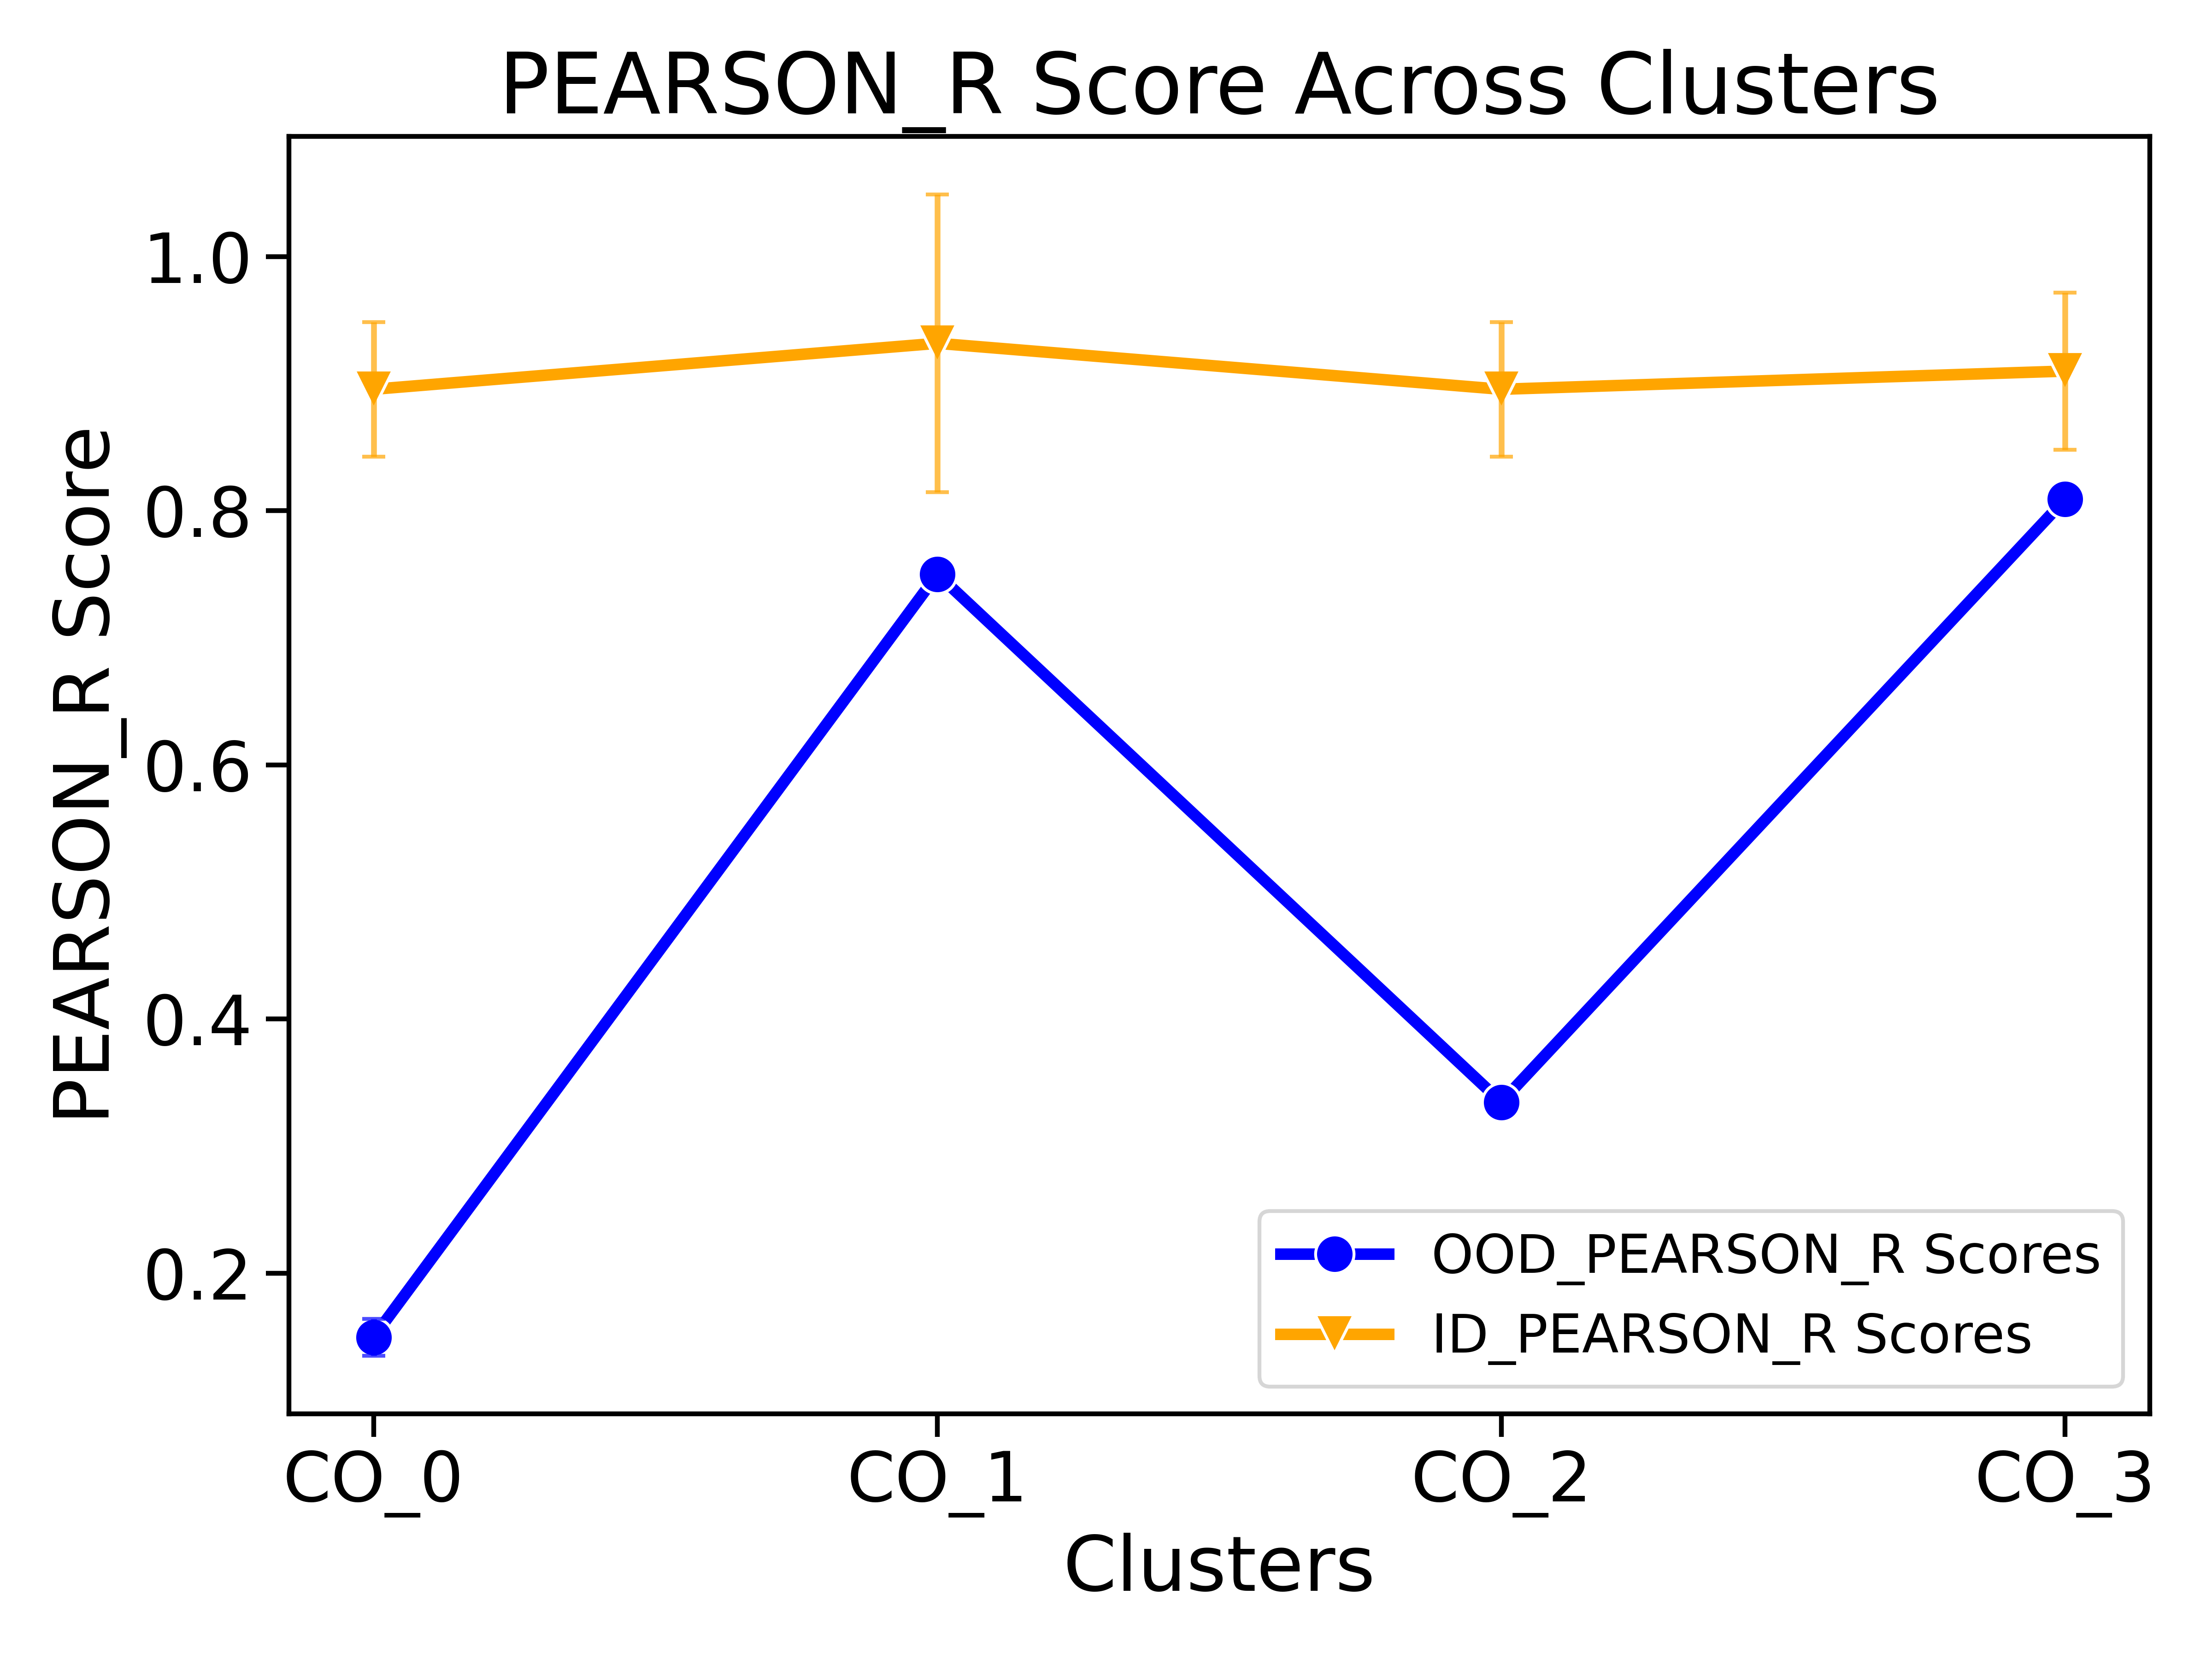 PEARSON_R Score Across Clusters
PEARSON_R Score
1.0
0.8
0.6
0.4
0.2
OOD_PEARSON_R Scores
ID_PEARSON_R Scores
CO_0
CO_1
CO_2
CO_3
Clusters